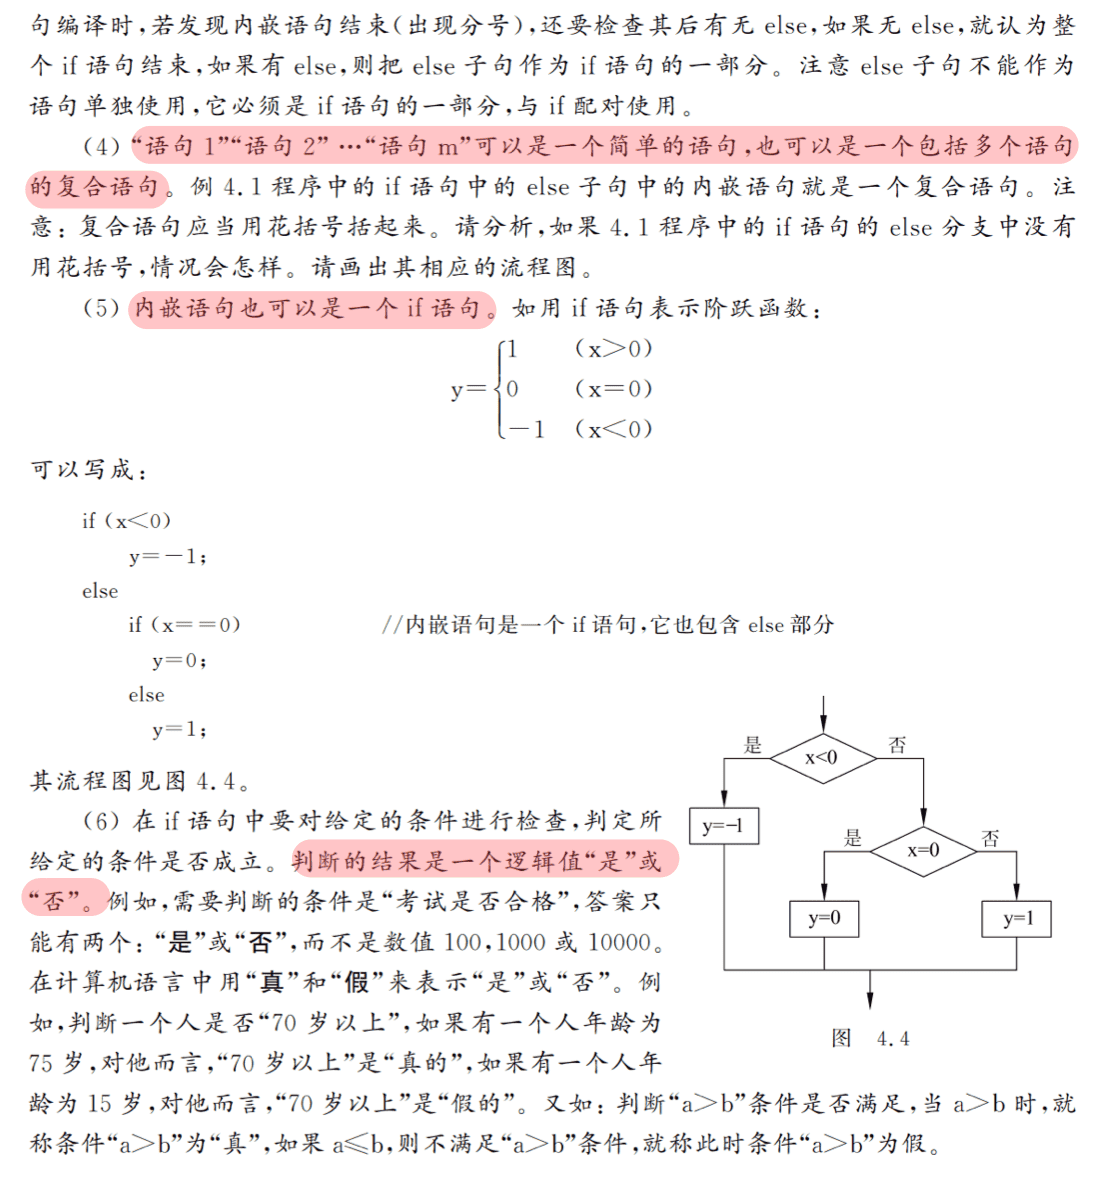 句编译时,若发现内嵌语句结束(出现分号),还要检查其后有无 else,如果无 else,就认为整
个 if 语句结束,如果有 else,则把 else 子句作为 if 语句的一部分。注意 else 子句不能作为
语句单独使用,它必须是 if 语句的一部分,与 if 配对使用。
(4) “语句 1”“语句 2” …“语句 m”可以是一个简单的语句,也可以是一个包括多个语句
的复合语句。例 4.1 程序中的 if 语句中的 else 子句中的内嵌语句就是一个复合语句。注
意：复合语句应当用花括号括起来。请分析,如果 4.1 程序中的 if 语句的 else 分支中没有
用花括号,情况会怎样。请画出其相应的流程图。
(5) 内嵌语句也可以是一个 if 语句。如用 if 语句表示阶跃函数：
1 (x>0)
y= { 0 (x=0)
-1 (x<0)
可以写成：
if (x<0)
y=-1;
else
if (x==0) //内嵌语句是一个 if 语句,它也包含 else 部分
y=0;
else
y=1;
其流程图见图 4.4。
(6) 在 if 语句中要对给定的条件进行检查,判定所
给定的条件是否成立。判断的结果是一个逻辑值“是”或
“否”。例如,需要判断的条件是“考试是否合格”,答案只
能有两个：“是”或“否”,而不是数值 100,1000 或 10000。
在计算机语言中用“真”和“假”来表示“是”或“否”。例
如,判断一个人是否“70 岁以上”,如果有一个人年龄为
75 岁,对他而言,“70 岁以上”是“真的”,如果有一个人年
龄为 15 岁,对他而言,“70 岁以上”是“假的”。又如：判断“a>b”条件是否满足,当 a>b 时,就
称条件“a>b”为“真”,如果 a≤b,则不满足“a>b”条件,就称此时条件“a>b”为假。
是
x<0
否
y=-1
是
x=0
否
y=0
y=1
图 4.4